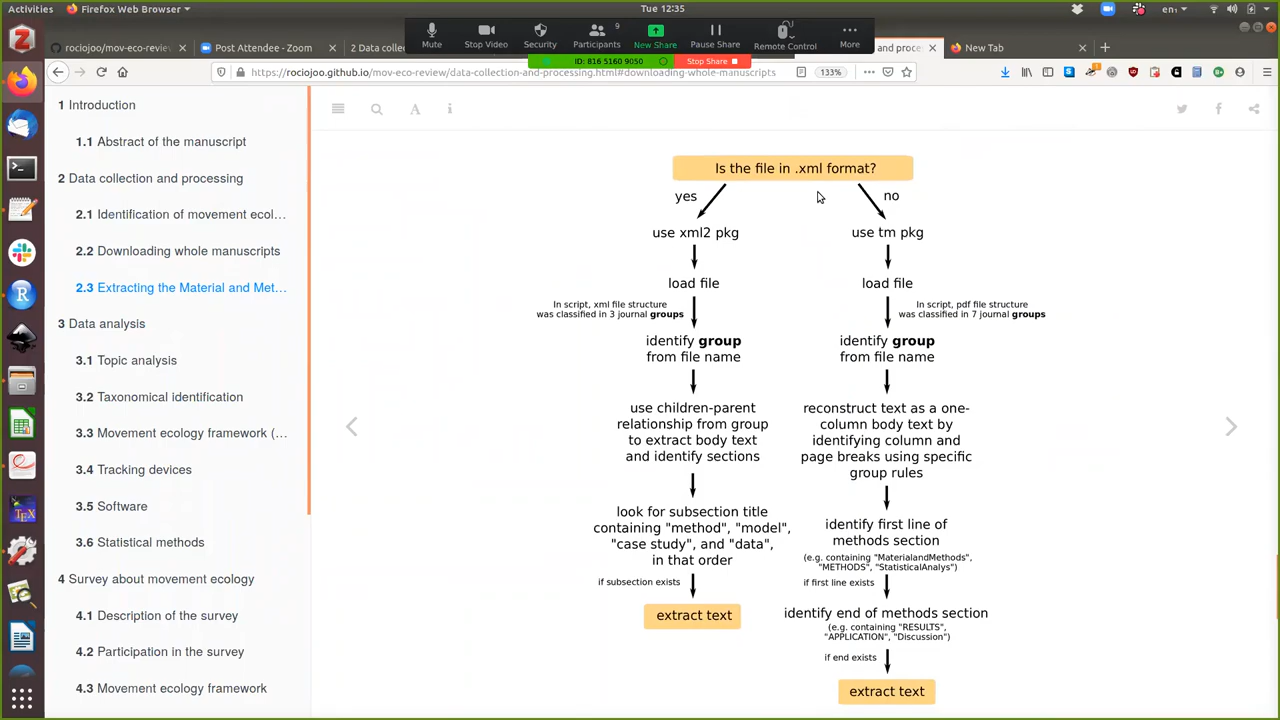 Activities
Firefox Web Browser
Tue 12:35
en
rociojoo/mov-eco-review
Post Attendee - Zoom
2 Data colle
and proces
New Tab
Mute
Stop Video
Security
Participants
9
New Share
Pause Share
Remote Control
More
ID: 816 5160 9050
Stop Share
https://rociojoo.github.io/mov-eco-review/data-collection-and-processing.html#downloading-whole-manuscripts
133%
1 Introduction
1.1 Abstract of the manuscript
2 Data collection and processing
2.1 Identification of movement ecol...
2.2 Downloading whole manuscripts
2.3 Extracting the Material and Met...
3 Data analysis
3.1 Topic analysis
3.2 Taxonomical identification
3.3 Movement ecology framework (...
3.4 Tracking devices
3.5 Software
3.6 Statistical methods
4 Survey about movement ecology
4.1 Description of the survey
4.2 Participation in the survey
4.3 Movement ecology framework
Is the file in .xml format?
yes
no
use xml2 pkg
use tm pkg
load file
load file
In script, xml file structure
was classified in 3 journal groups
In script, pdf file structure
was classified in 7 journal groups
identify group
from file name
identify group
from file name
use children-parent
relationship from group
to extract body text
and identify sections
reconstruct text as a one-
column body text by
identifying column and
page breaks using specific
group rules
look for subsection title
containing "method", "model",
"case study", and "data",
in that order
identify first line of
methods section
(e.g. containing "MaterialandMethods",
"METHODS", "StatisticalAnalys")
if subsection exists
if first line exists
extract text
identify end of methods section
(e.g. containing "RESULTS",
"APPLICATION", "Discussion")
if end exists
extract text